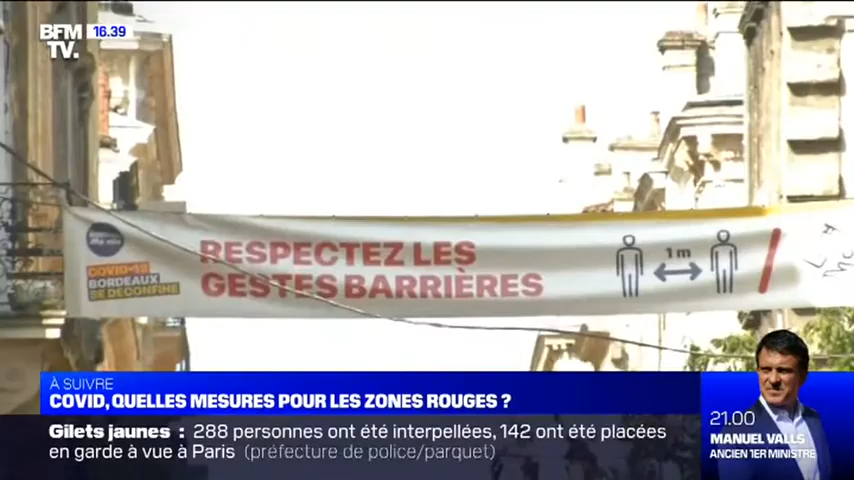 BFM
TV.
16.39
COVID-19
BORDEAUX
SE DÉCONFINE
RESPECTEZ LES
GESTES BARRIÈRES
1m
À SUIVRE
COVID, QUELLES MESURES POUR LES ZONES ROUGES ?
Gilets jaunes : 288 personnes ont été interpellées, 142 ont été placées
en garde à vue à Paris (préfecture de police/parquet)
21.00
MANUEL VALLS
ANCIEN 1ER MINISTRE